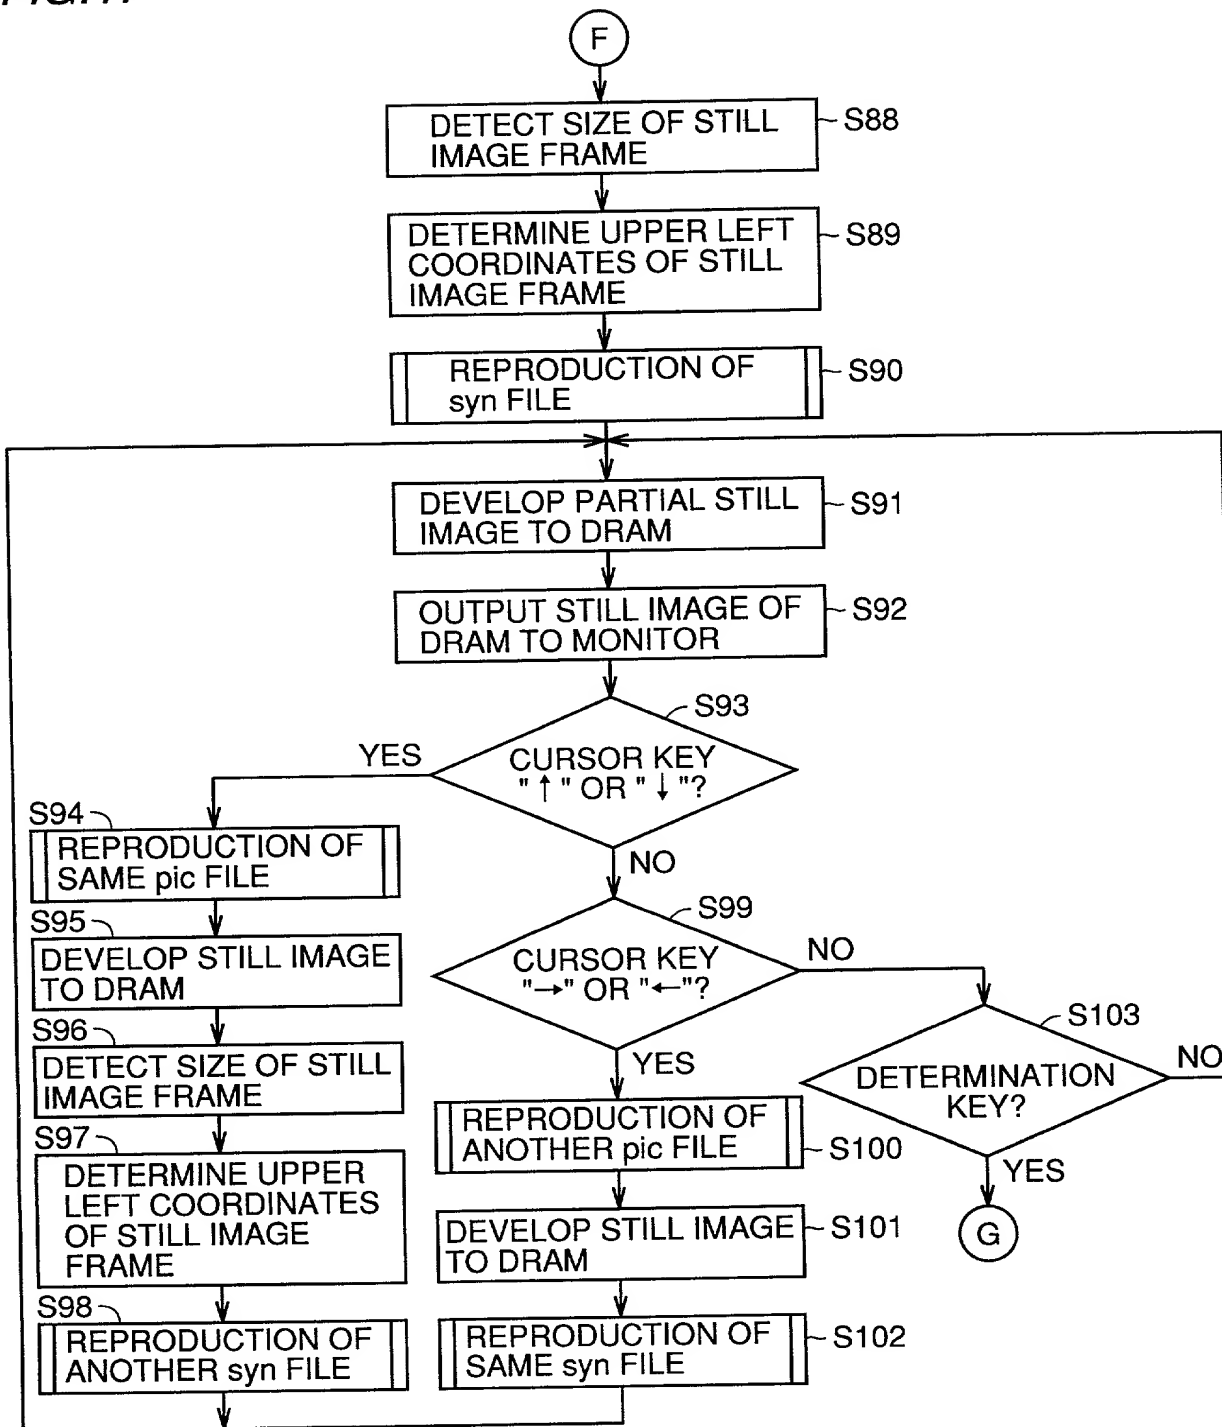 F
DETECT SIZE OF STILL
IMAGE FRAME
S88
DETERMINE UPPER LEFT
COORDINATES OF STILL
IMAGE FRAME
S89
REPRODUCTION OF
syn FILE
S90
DEVELOP PARTIAL STILL
IMAGE TO DRAM
S91
OUTPUT STILL IMAGE OF
DRAM TO MONITOR
S92
S93
CURSOR KEY
"↑" OR "↓"?
YES
NO
S94
REPRODUCTION OF
SAME pic FILE
S95
DEVELOP STILL IMAGE
TO DRAM
S96
DETECT SIZE OF STILL
IMAGE FRAME
S97
DETERMINE UPPER
LEFT COORDINATES
OF STILL IMAGE
FRAME
S98
REPRODUCTION OF
ANOTHER syn FILE
S99
CURSOR KEY
"→" OR "←"?
NO
YES
REPRODUCTION OF
ANOTHER pic FILE
S100
DEVELOP STILL IMAGE
TO DRAM
S101
REPRODUCTION OF
SAME syn FILE
S102
S103
DETERMINATION
KEY?
NO
YES
G